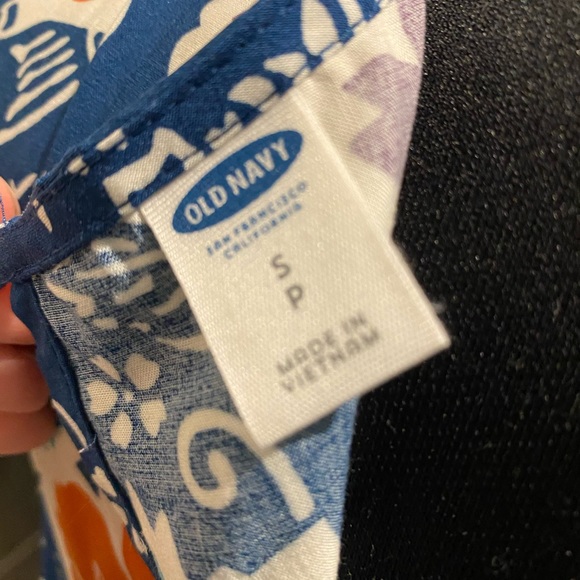 OLD NAVY
SAN FRANCISCO
CALIFORNIA
S
P
MADE IN
VIETNAM